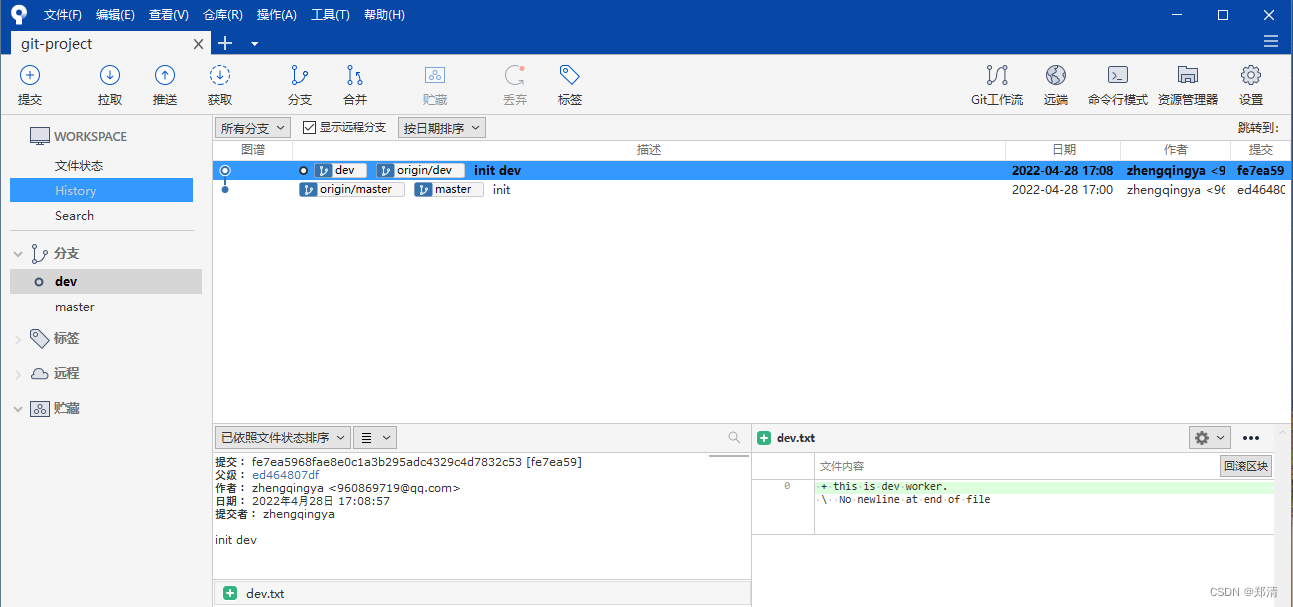 文件(F) 编辑(E) 查看(V) 仓库(R) 操作(A) 工具(T) 帮助(H)
git-project
提交 拉取 推送 获取 分支 合并 贮藏 丢弃 标签 Git工作流 远端 命令行模式 资源管理器 设置
WORKSPACE
文件状态
History
Search
分支
dev
master
标签
远程
贮藏
所有分支 显示远程分支 按日期排序 跳转到:
图谱 描述 日期 作者 提交
dev origin/dev init dev 2022-04-28 17:08 zhengqingya <9 fe7ea59
origin/master master init 2022-04-28 17:00 zhengqingya <96 ed46480
已依照文件状态排序
提交: fe7ea5968fae8e0c1a3b295adc4329c4d7832c53 [fe7ea59]
父级: ed464807df
作者: zhengqingya <960869719@qq.com>
日期: 2022年4月28日 17:08:57
提交者: zhengqingya
init dev
dev.txt
dev.txt
文件内容 回滚区块
0 + this is dev worker.
\ No newline at end of file
CSDN @郑清